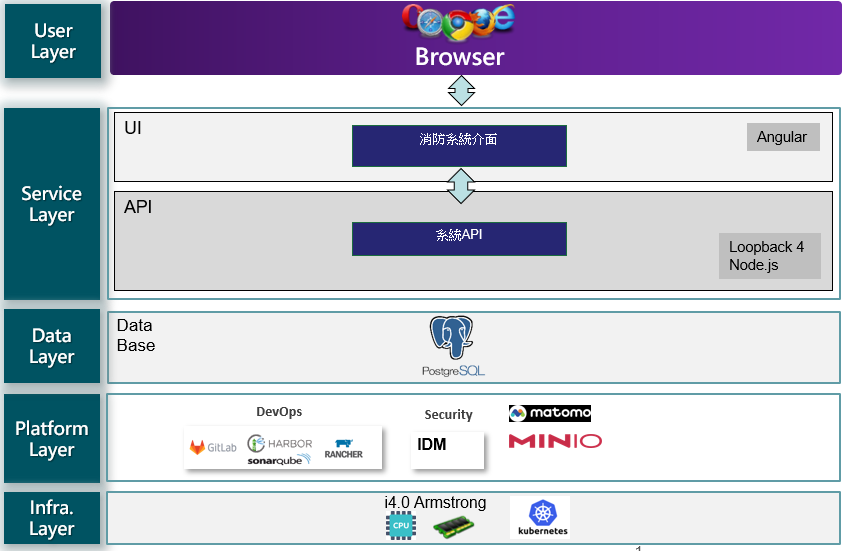 User
Layer
Browser
Service
Layer
UI
消防系統介面
Angular
API
系統API
Loopback 4
Node.js
Data
Layer
Data
Base
PostgreSQL
Platform
Layer
DevOps
GitLab
HARBOR
sonarqube
RANCHER
Security
IDM
matomo
MINIO
Infra.
Layer
i4.0 Armstrong
CPU
kubernetes